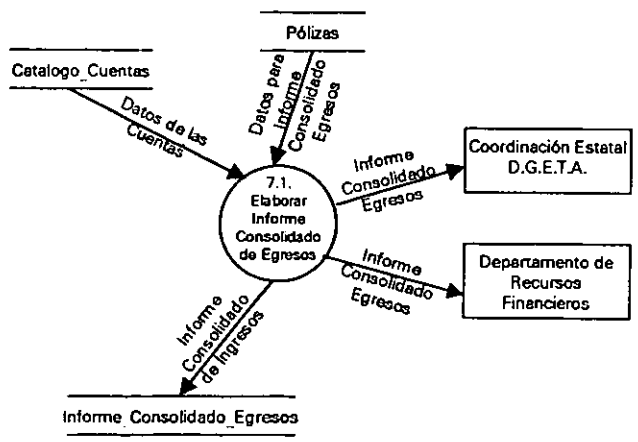 Pólizas
Catalogo_Cuentas
Datos para
Informe
Consolidado
Egresos
Datos de las
Cuentas
7.1.
Elaborar
Informe
Consolidado
de Egresos
Informe
Consolidado
Egresos
Coordinación Estatal
D.G.E.T.A.
Informe
Consolidado
Egresos
Departamento de
Recursos
Financieros
Informe
Consolidado
de Ingresos
Informe_Consolidado_Egresos